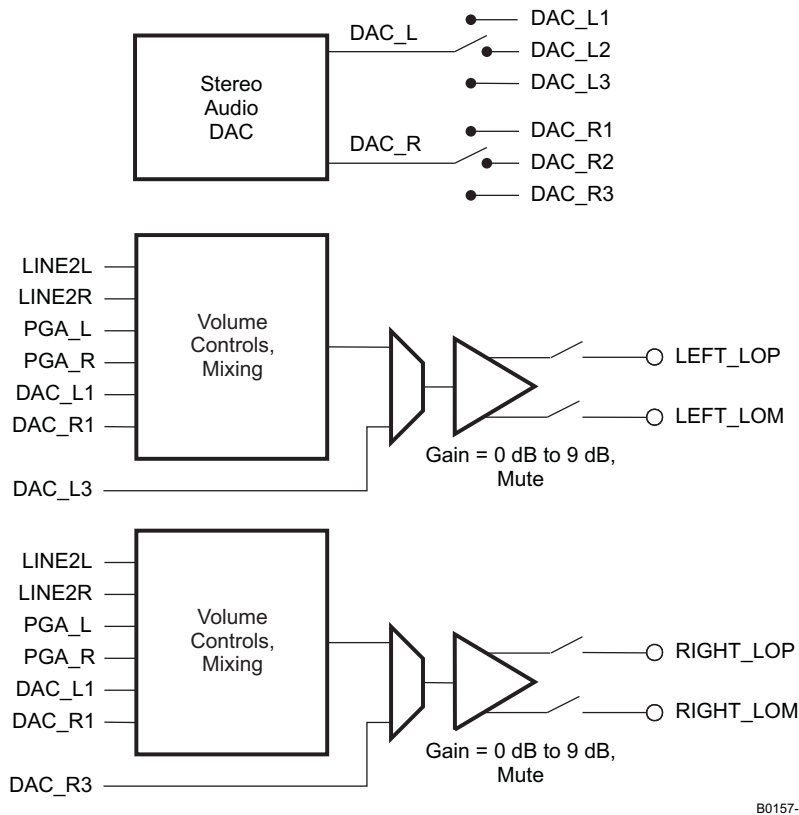 DAC_L
DAC_L1
DAC_L2
DAC_L3
Stereo
Audio
DAC
DAC_R
DAC_R1
DAC_R2
DAC_R3
LINE2L
LINE2R
PGA_L
PGA_R
DAC_L1
DAC_R1
DAC_L3
Volume
Controls,
Mixing
LEFT_LOP
LEFT_LOM
Gain = 0 dB to 9 dB,
Mute
LINE2L
LINE2R
PGA_L
PGA_R
DAC_L1
DAC_R1
DAC_R3
Volume
Controls,
Mixing
RIGHT_LOP
RIGHT_LOM
Gain = 0 dB to 9 dB,
Mute
B0157-